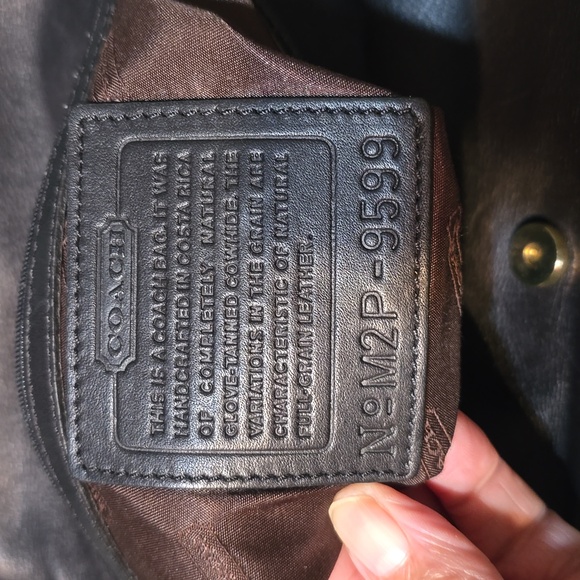 COACH
THIS IS A COACH BAG. IT WAS
HANDCRAFTED IN COSTA RICA
OF COMPLETELY NATURAL
GLOVE-TANNED COWHIDE. THE
VARIATIONS IN THE GRAIN ARE
CHARACTERISTIC OF NATURAL
FULL-GRAIN LEATHER.
No M2P-9599